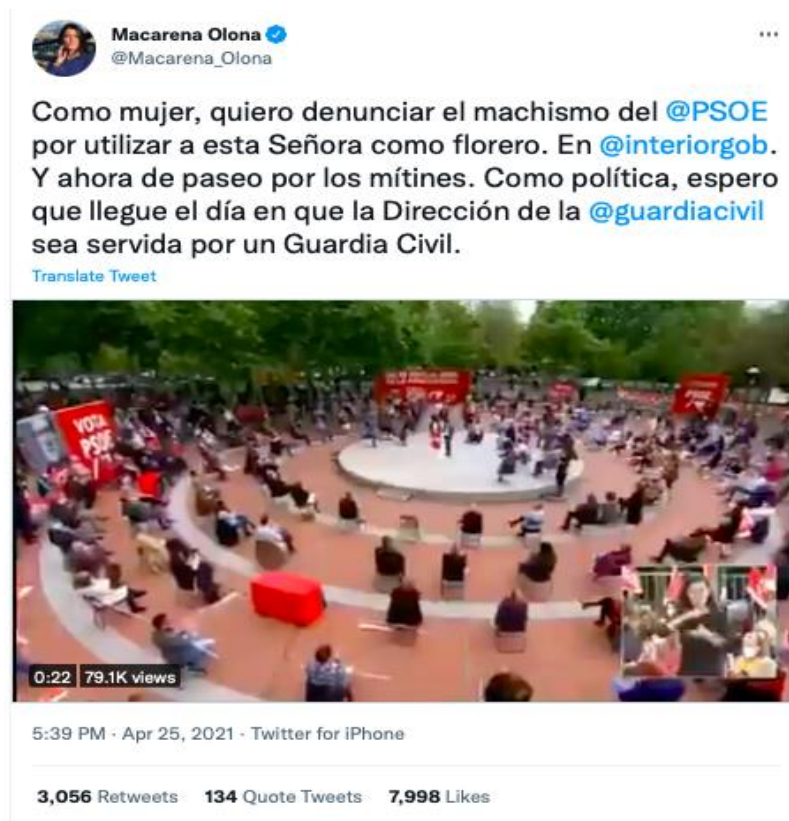 Macarena Olona
@Macarena_Olona
Como mujer, quiero denunciar el machismo del @PSOE
por utilizar a esta Señora como florero. En @interiorgob.
Y ahora de paseo por los mítines. Como política, espero
que llegue el día en que la Dirección de la @guardiacivil
sea servida por un Guardia Civil.
Translate Tweet
VOTA
PSOE
0:22 79.1K views
5:39 PM · Apr 25, 2021 · Twitter for iPhone
3,056 Retweets 134 Quote Tweets 7,998 Likes